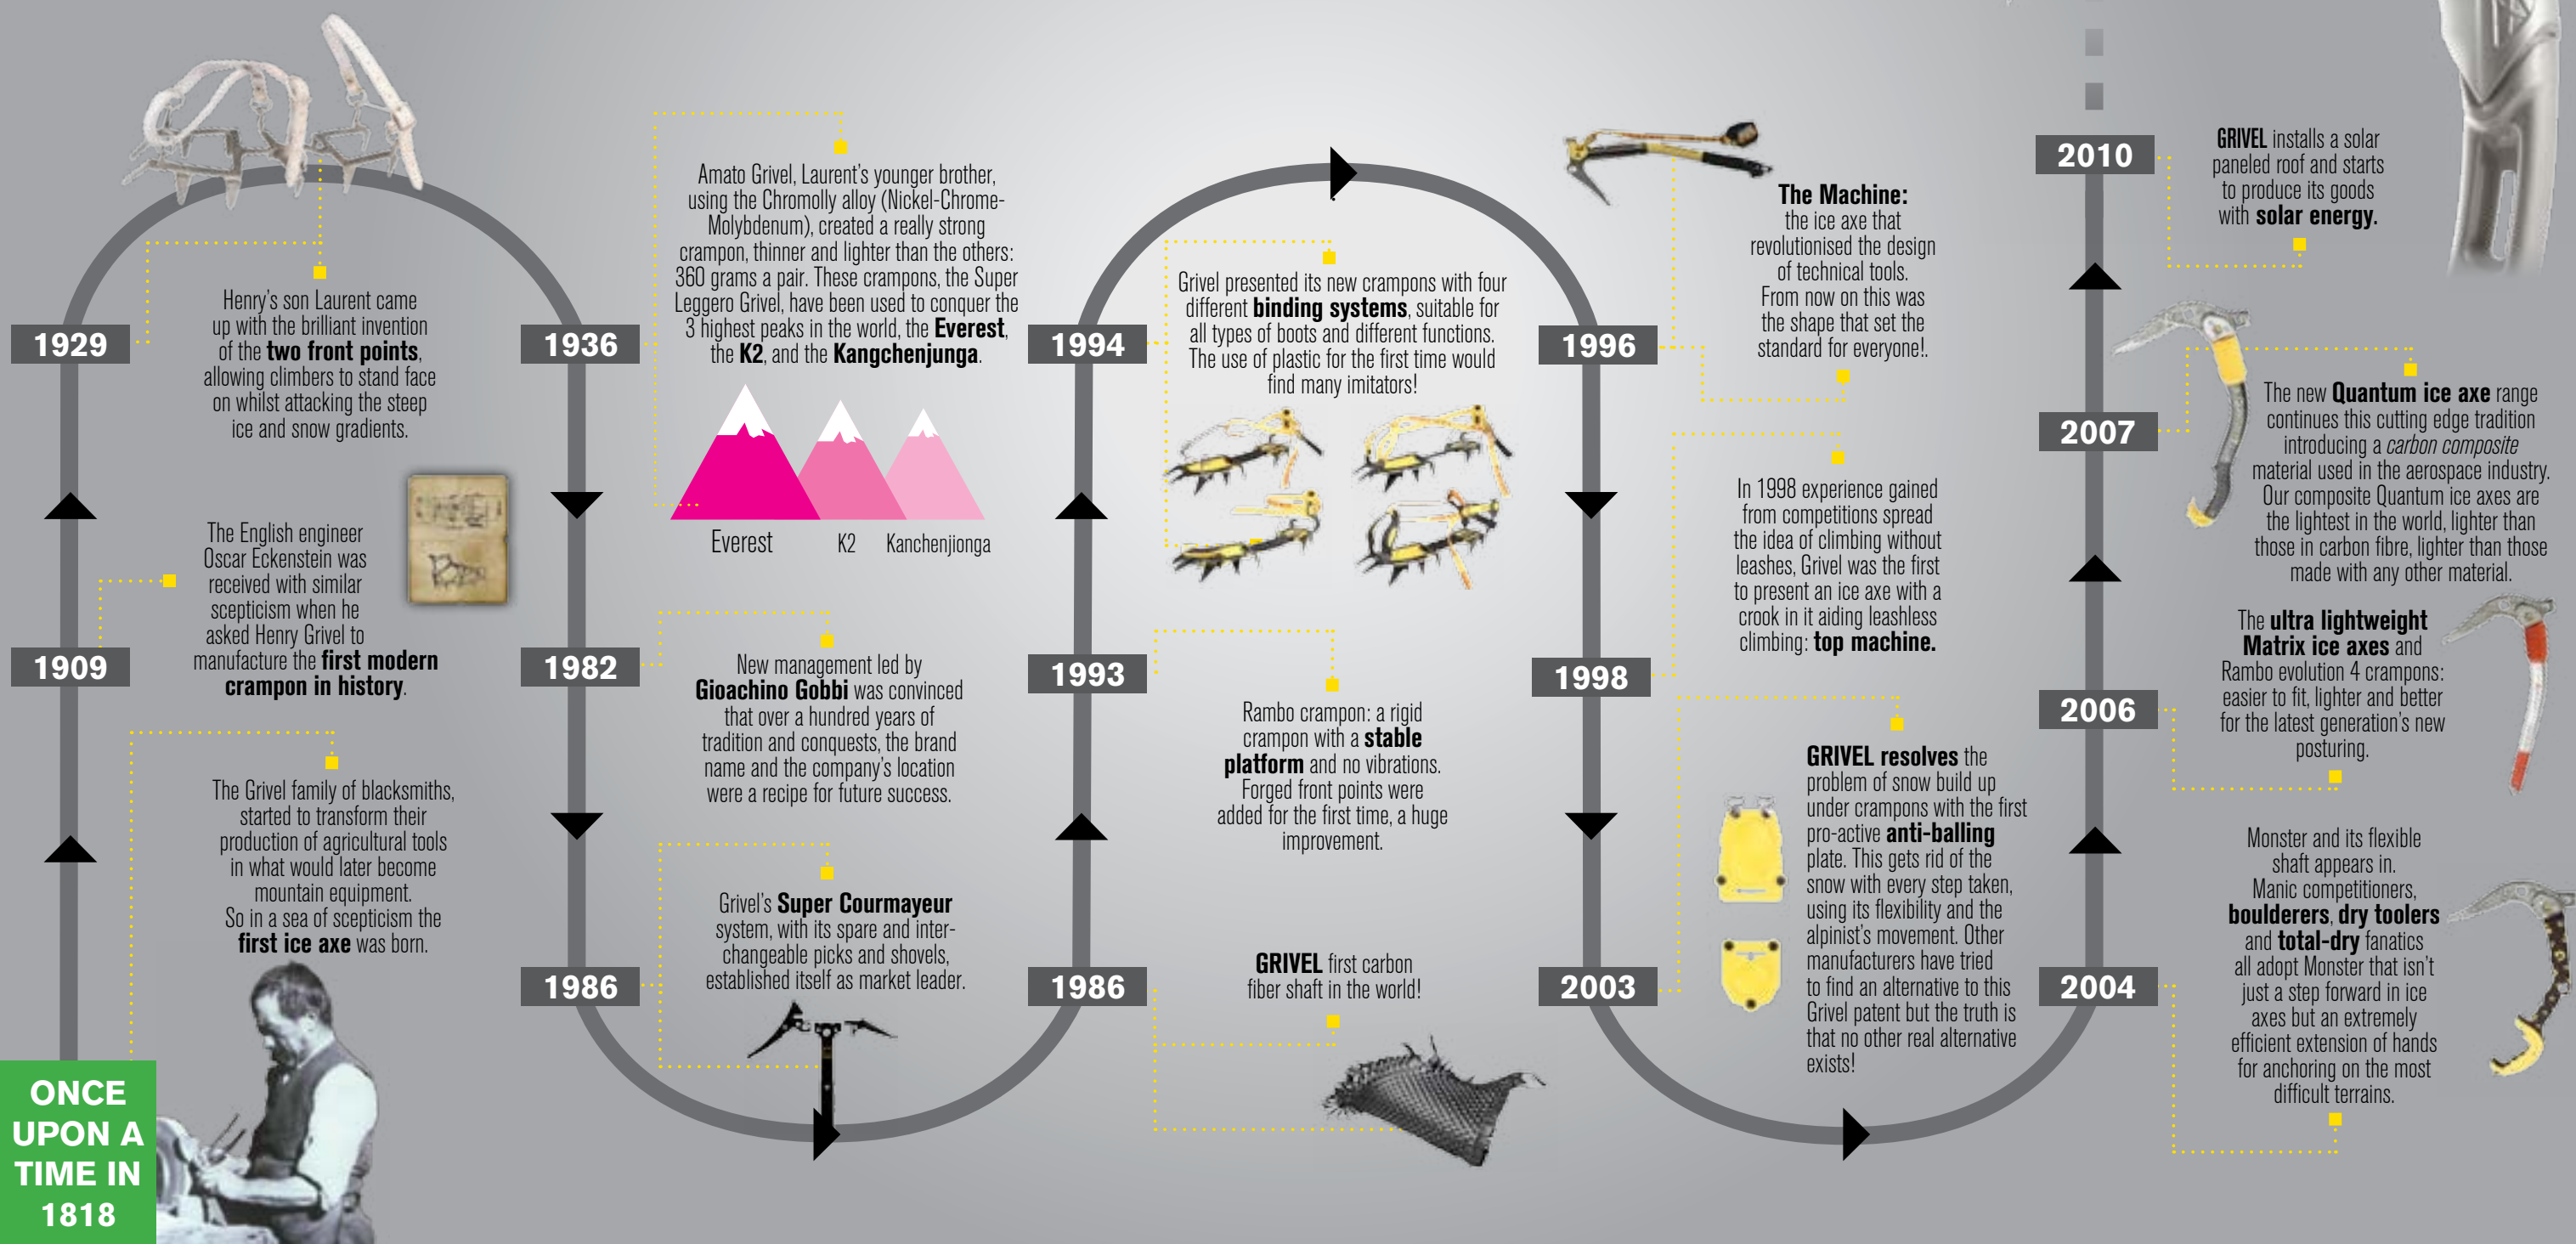 ONCE
UPON A
TIME IN
1818
The Grivel family of blacksmiths,
started to transform their
production of agricultural tools
in what would later become
mountain equipment.
So in a sea of scepticism the
first ice axe was born.
1909
The English engineer
Oscar Eckenstein was
received with similar
scepticism when he
asked Henry Grivel to
manufacture the first modern
crampon in history.
1929
Henry's son Laurent came
up with the brilliant invention
of the two front points,
allowing climbers to stand face
on whilst attacking the steep
ice and snow gradients.
1936
Amato Grivel, Laurent's younger brother,
using the Chromolly alloy (Nickel-Chrome-
Molybdenum), created a really strong
crampon, thinner and lighter than the others:
360 grams a pair. These crampons, the Super
Leggero Grivel, have been used to conquer the
3 highest peaks in the world, the Everest,
the K2, and the Kangchenjunga.
Everest
K2
Kanchenjionga
1982
New management led by
Gioachino Gobbi was convinced
that over a hundred years of
tradition and conquests, the brand
name and the company's location
were a recipe for future success.
1986
Grivel's Super Courmayeur
system, with its spare and inter-
changeable picks and shovels,
established itself as market leader.
1986
GRIVEL first carbon
fiber shaft in the world!
1993
Rambo crampon: a rigid
crampon with a stable
platform and no vibrations.
Forged front points were
added for the first time, a huge
improvement.
1994
Grivel presented its new crampons with four
different binding systems, suitable for
all types of boots and different functions.
The use of plastic for the first time would
find many imitators!
1996
The Machine:
the ice axe that
revolutionised the design
of technical tools.
From now on this was
the shape that set the
standard for everyone!.
1998
In 1998 experience gained
from competitions spread
the idea of climbing without
leashes, Grivel was the first
to present an ice axe with a
crook in it aiding leashless
climbing: top machine.
2003
GRIVEL resolves the
problem of snow build up
under crampons with the first
pro-active anti-balling
plate. This gets rid of the
snow with every step taken,
using its flexibility and the
alpinist's movement. Other
manufacturers have tried
to find an alternative to this
Grivel patent but the truth is
that no other real alternative
exists!
2004
Monster and its flexible
shaft appears in.
Manic competitioners,
boulderers, dry toolers
and total-dry fanatics
all adopt Monster that isn't
just a step forward in ice
axes but an extremely
efficient extension of hands
for anchoring on the most
difficult terrains.
2006
The ultra lightweight
Matrix ice axes and
Rambo evolution 4 crampons:
easier to fit, lighter and better
for the latest generation's new
posturing.
2007
The new Quantum ice axe range
continues this cutting edge tradition
introducing a carbon composite
material used in the aerospace industry.
Our composite Quantum ice axes are
the lightest in the world, lighter than
those in carbon fibre, lighter than those
made with any other material.
2010
GRIVEL installs a solar
paneled roof and starts
to produce its goods
with solar energy.